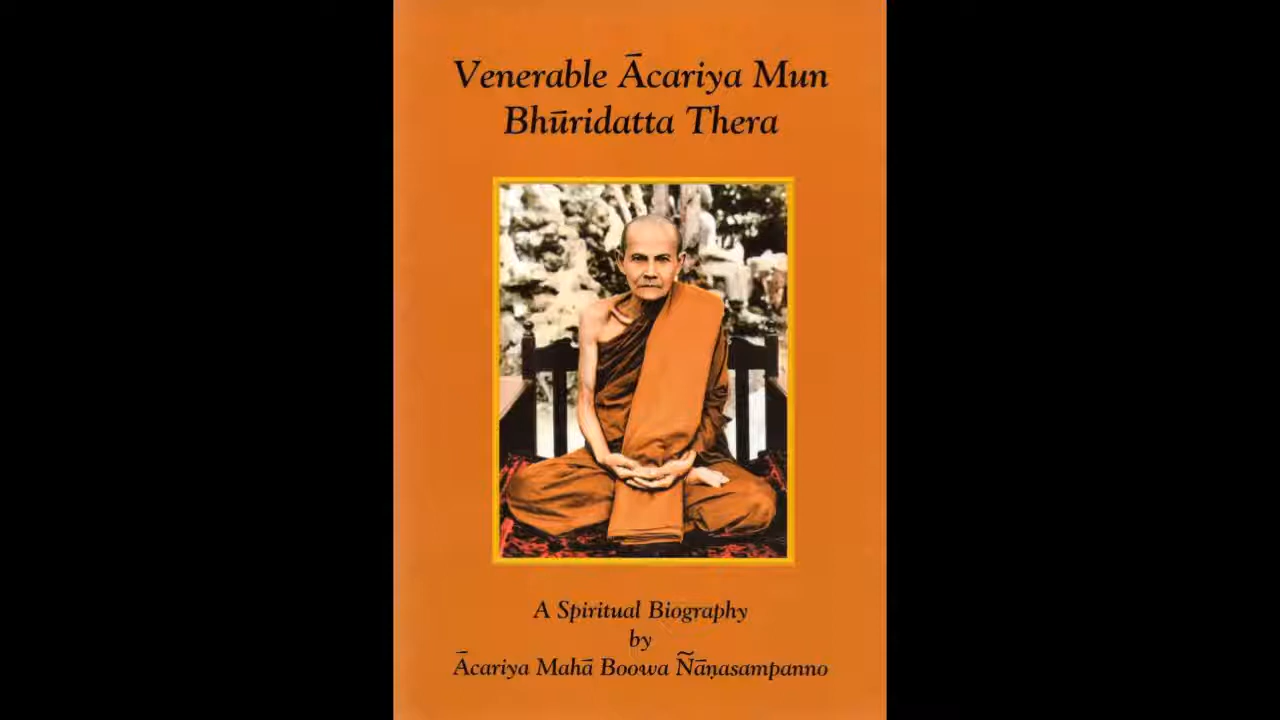 Venerable Ācariya Mun
Bhūridatta Thera
A Spiritual Biography
by
Ācariya Mahā Boowa Ñāṇasampanno